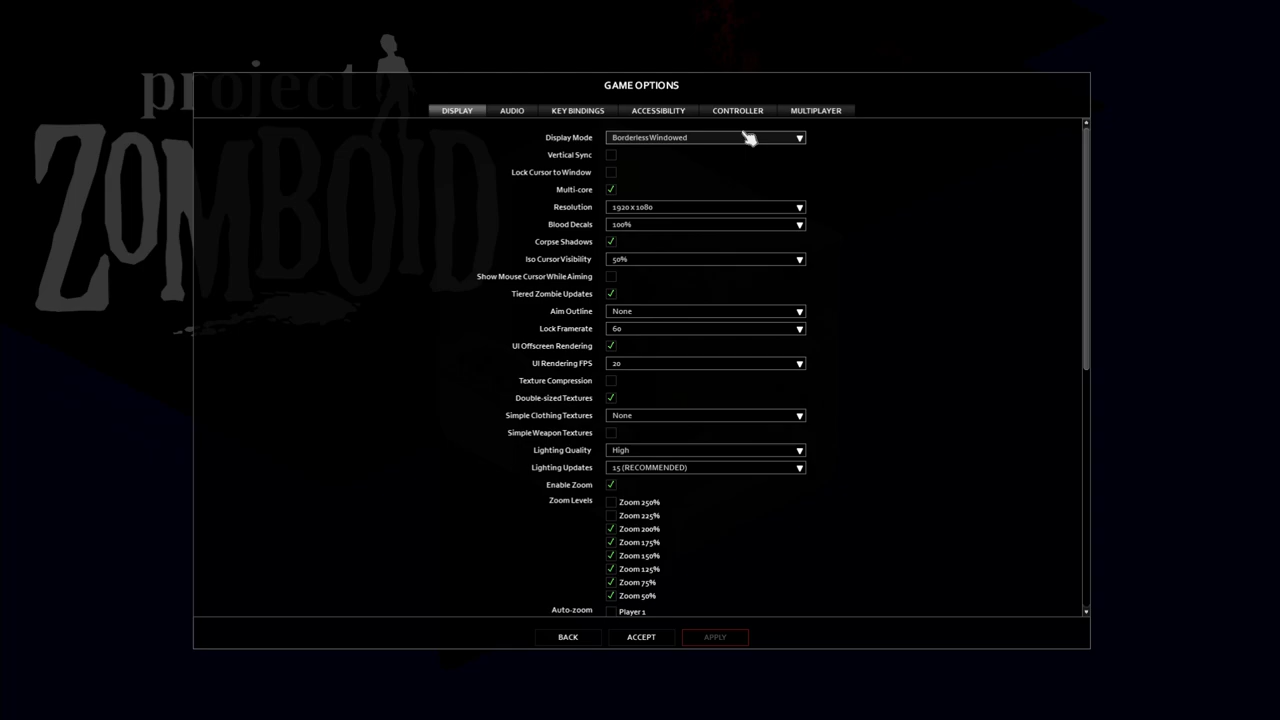 project
ZOMBOID
GAME OPTIONS
DISPLAY AUDIO KEY BINDINGS ACCESSIBILITY CONTROLLER MULTIPLAYER
Display Mode Borderless Windowed
Vertical Sync
Lock Cursor to Window
Multi-core
Resolution 1920 x 1080
Blood Decals 100%
Corpse Shadows
Iso Cursor Visibility 50%
Show Mouse Cursor While Aiming
Tiered Zombie Updates
Aim Outline None
Lock Framerate 60
UI Offscreen Rendering
UI Rendering FPS 20
Texture Compression
Double-sized Textures
Simple Clothing Textures None
Simple Weapon Textures
Lighting Quality High
Lighting Updates 15 (RECOMMENDED)
Enable Zoom
Zoom Levels Zoom 250%
Zoom 225%
Zoom 200%
Zoom 175%
Zoom 150%
Zoom 125%
Zoom 75%
Zoom 50%
Auto-zoom Player 1
BACK ACCEPT APPLY